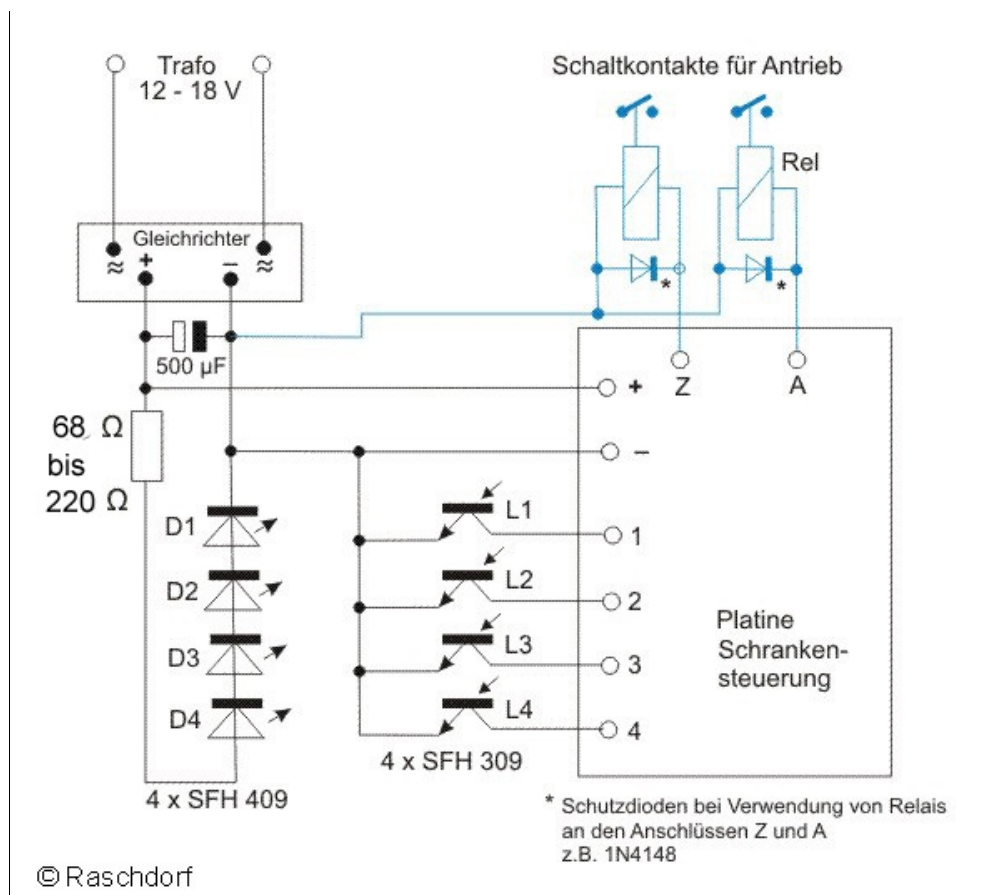 Trafo
12 - 18 V
Schaltkontakte für Antrieb
Rel
Gleichrichter
≈ + − ≈
* *
500 µF
Z A
+
−
68 Ω
bis
220 Ω
D1
D2
D3
D4
L1
L2
L3
L4
1
2
3
4
Platine
Schranken-
steuerung
4 x SFH 309
4 x SFH 409
* Schutzdioden bei Verwendung von Relais
an den Anschlüssen Z und A
z.B. 1N4148
© Raschdorf